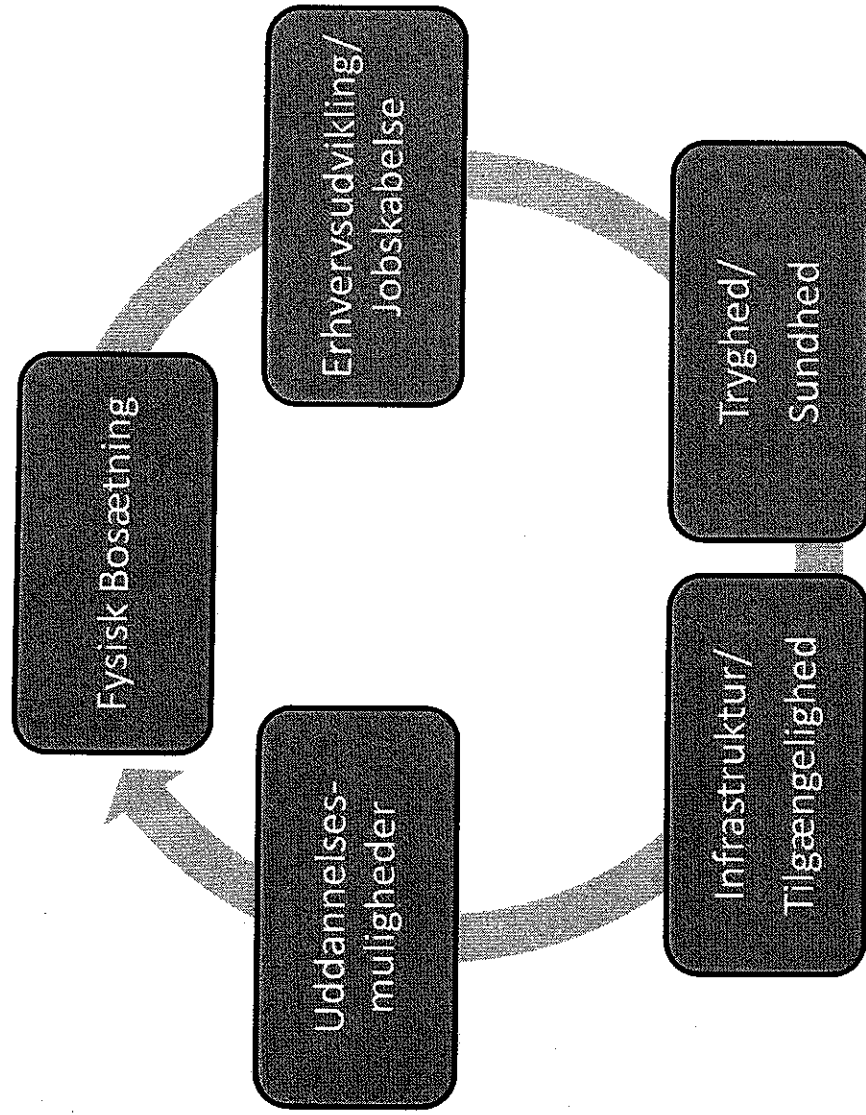 Fysisk Bosætning
Erhvervsudvikling/
Jobskabelse
Tryghed/
Sundhed
Infrastruktur/
Tilgængelighed
Uddannelses-
muligheder